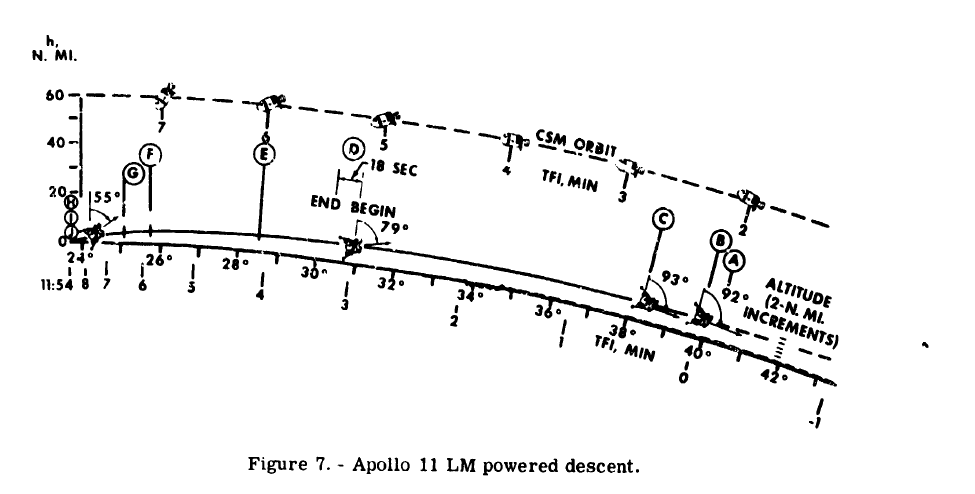 h,
N. MI.
60
40
20
0
7
6
5
4
CSM ORBIT
TFI, MIN
3
2
F
G
E
D
18 SEC
END BEGIN
79°
55°
H
I
J
C
B
A
93°
92°
ALTITUDE
(2-N. MI.
INCREMENTS)
24° 26° 28° 30° 32° 34° 36° 38° 40° 42°
11:54 8 7 6 5 4 3 2 1 0 -1
TFI, MIN
Figure 7. - Apollo 11 LM powered descent.